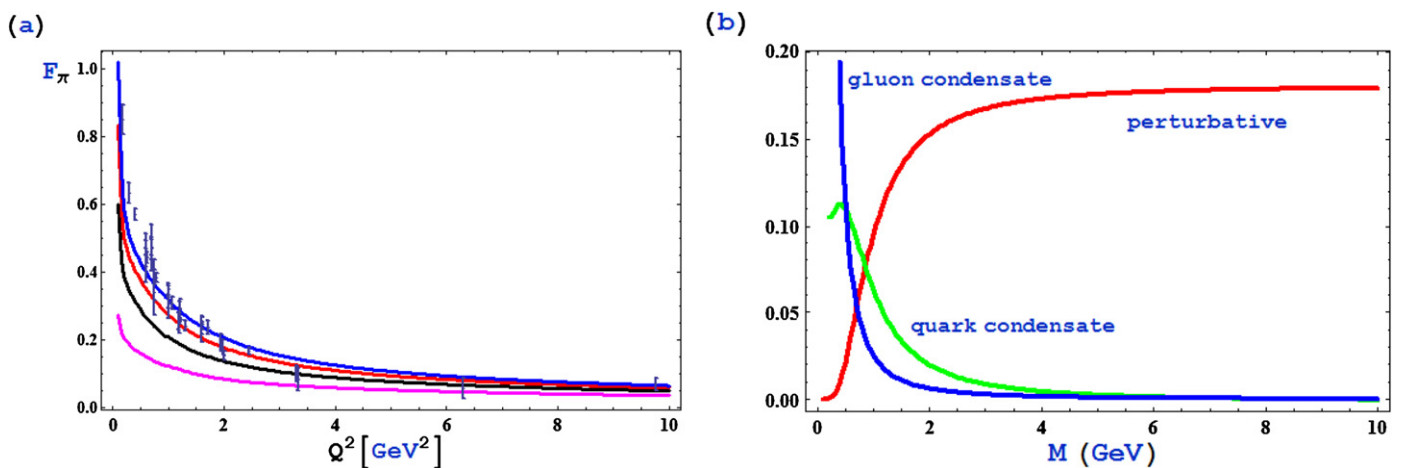 (a)
F_π
1.0
0.8
0.6
0.4
0.2
0.0
0 2 4 6 8 10
Q² [GeV²]
(b)
0.20
0.15
0.10
0.05
0.00
gluon condensate
perturbative
quark condensate
0 2 4 6 8 10
M (GeV)